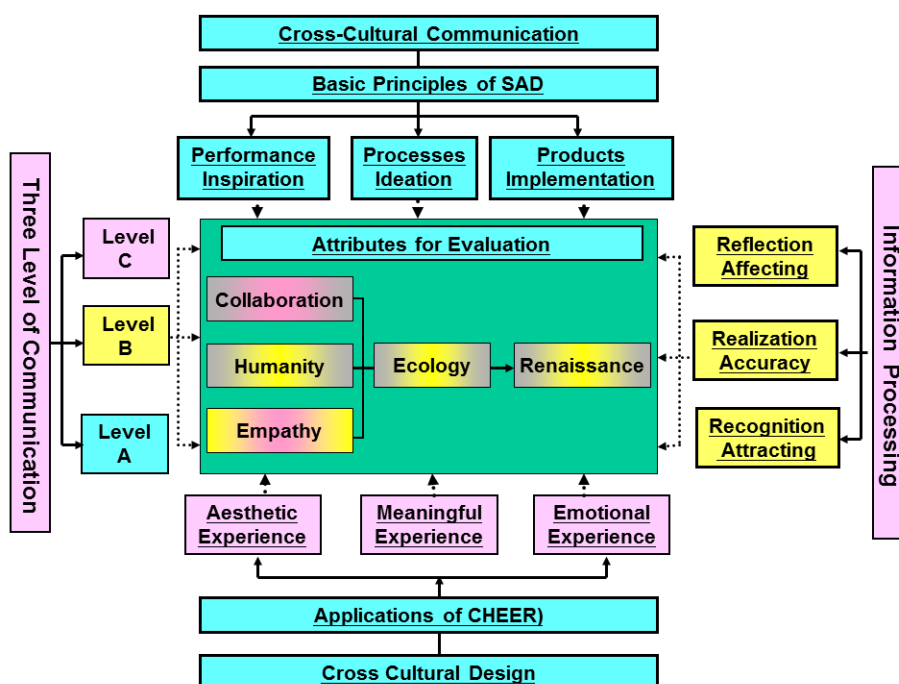 Cross-Cultural Communication
Basic Principles of SAD
Performance
Inspiration
Processes
Ideation
Products
Implementation
Three Level of Communication
Level
C
Level
B
Level
A
Attributes for Evaluation
Collaboration
Humanity
Empathy
Ecology
Renaissance
Reflection
Affecting
Realization
Accuracy
Recognition
Attracting
Information Processing
Aesthetic
Experience
Meaningful
Experience
Emotional
Experience
Applications of CHEER)
Cross Cultural Design